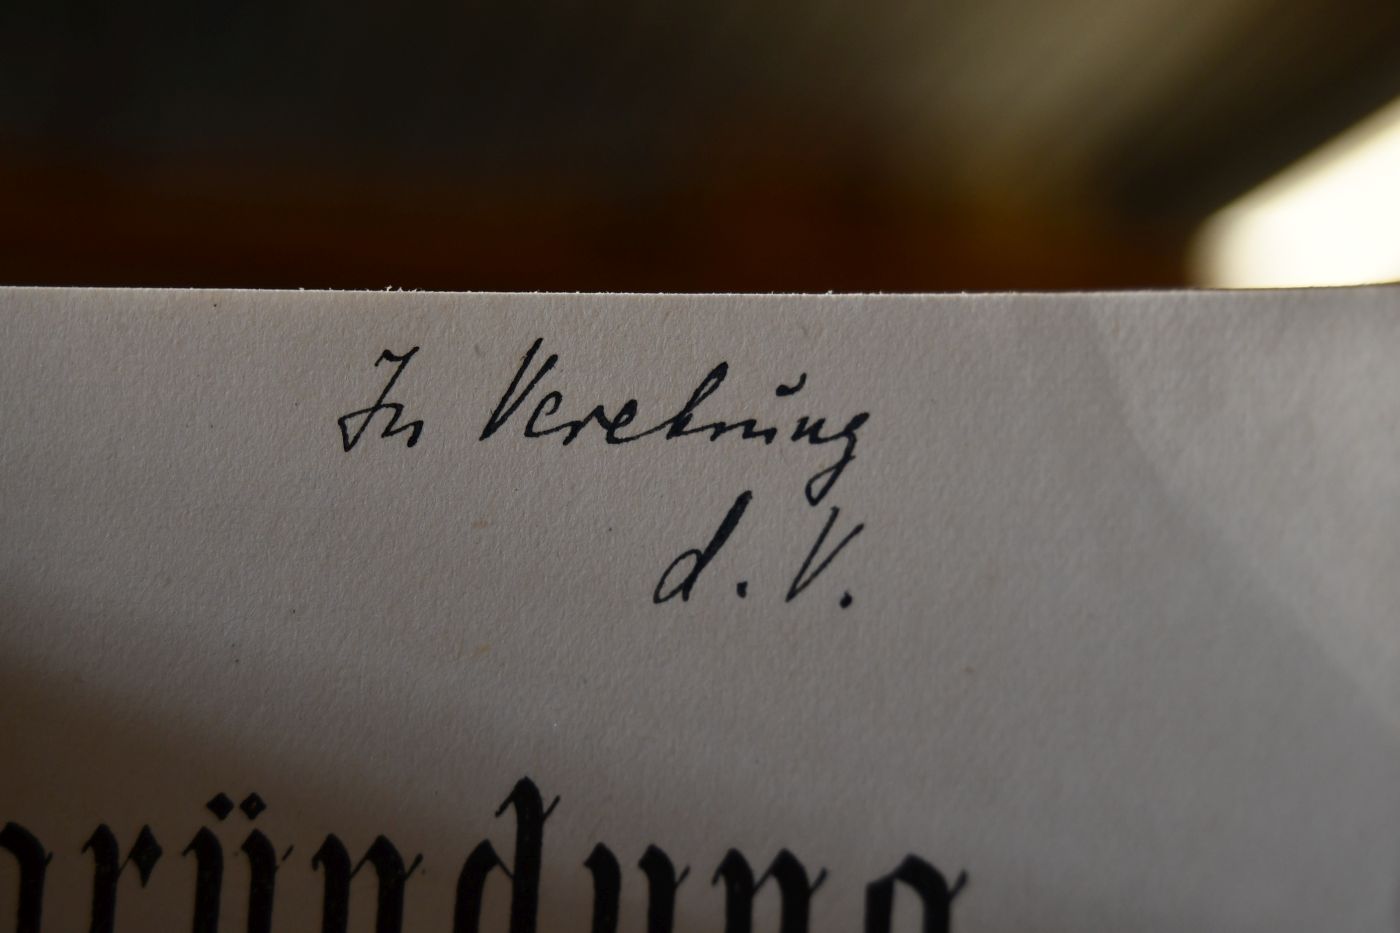 In Verehrung
d. V.
gründung